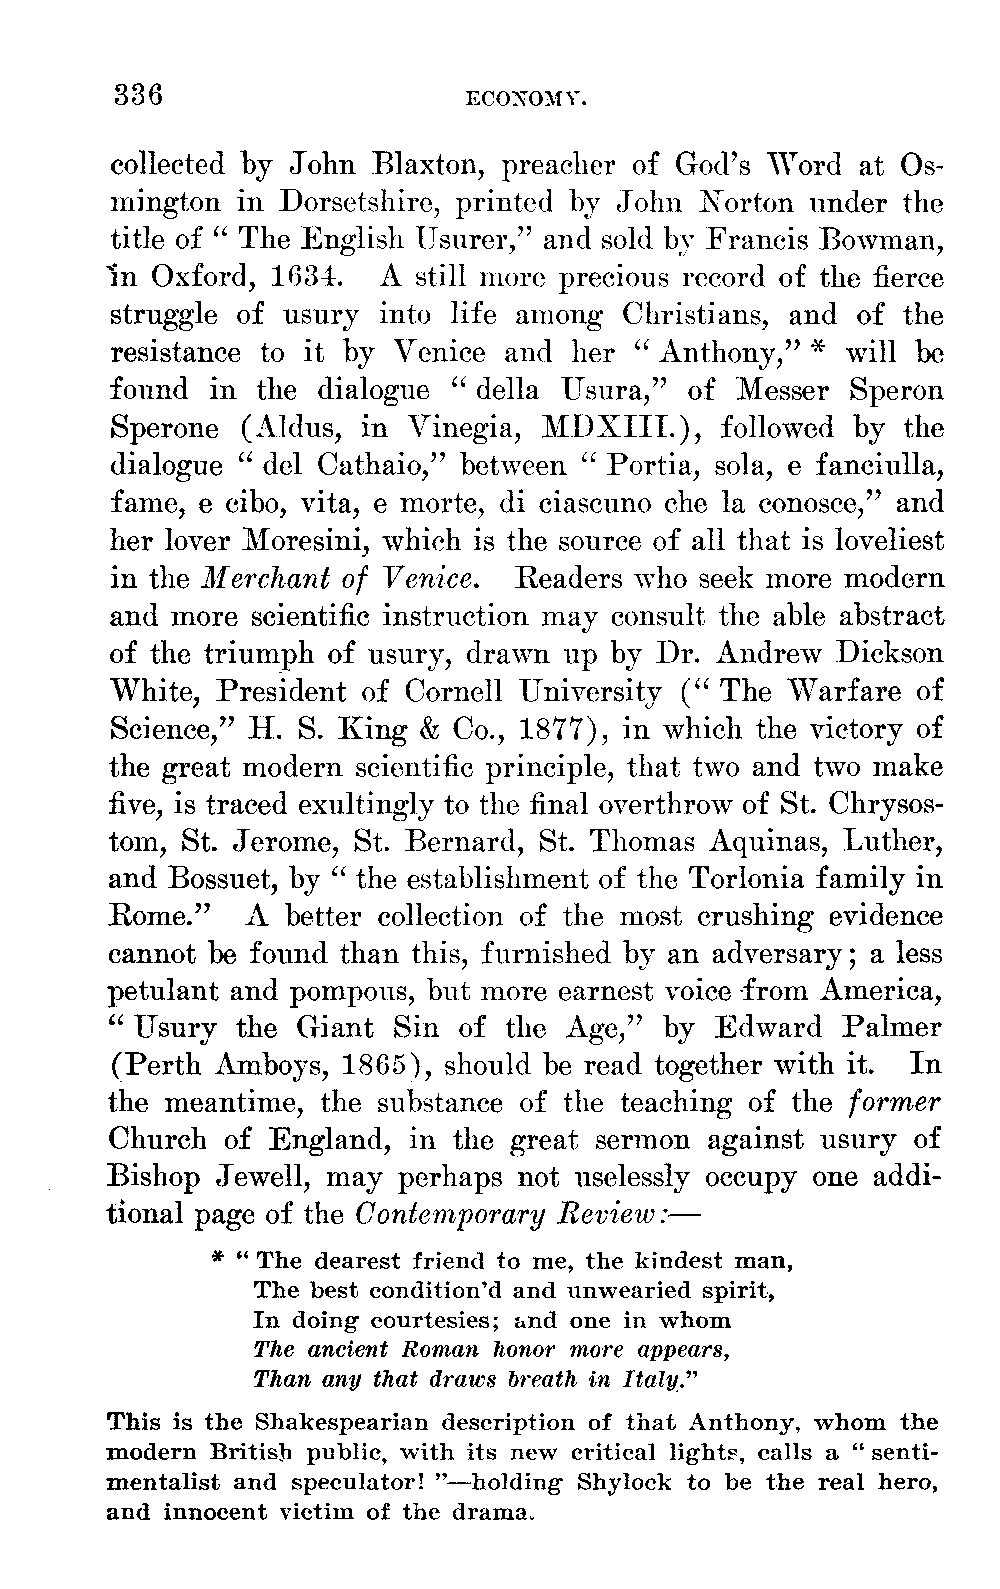 336 ECONOMY.
collected by John Blaxton, preacher of God's Word at Os-
mington in Dorsetshire, printed by John Norton under the
title of " The English Usurer," and sold by Francis Bowman,
in Oxford, 1634. A still more precious record of the fierce
struggle of usury into life among Christians, and of the
resistance to it by Venice and her " Anthony," * will be
found in the dialogue " della Usura," of Messer Speron
Sperone (Aldus, in Vinegia, MDXIII.), followed by the
dialogue " del Cathaio," between " Portia, sola, e fanciulla,
fame, e cibo, vita, e morte, di ciascuno che la conosce," and
her lover Moresini, which is the source of all that is loveliest
in the Merchant of Venice. Readers who seek more modern
and more scientific instruction may consult the able abstract
of the triumph of usury, drawn up by Dr. Andrew Dickson
White, President of Cornell University (" The Warfare of
Science," H. S. King & Co., 1877), in which the victory of
the great modern scientific principle, that two and two make
five, is traced exultingly to the final overthrow of St. Chrysos-
tom, St. Jerome, St. Bernard, St. Thomas Aquinas, Luther,
and Bossuet, by " the establishment of the Torlonia family in
Rome." A better collection of the most crushing evidence
cannot be found than this, furnished by an adversary; a less
petulant and pompous, but more earnest voice from America,
" Usury the Giant Sin of the Age," by Edward Palmer
(Perth Amboys, 1865), should be read together with it. In
the meantime, the substance of the teaching of the former
Church of England, in the great sermon against usury of
Bishop Jewell, may perhaps not uselessly occupy one addi-
tional page of the Contemporary Review:—
* " The dearest friend to me, the kindest man,
The best condition'd and unwearied spirit,
In doing courtesies; and one in whom
The ancient Roman honor more appears,
Than any that draws breath in Italy."
This is the Shakespearian description of that Anthony, whom the
modern British public, with its new critical lights, calls a " senti-
mentalist and speculator! "—holding Shylock to be the real hero,
and innocent victim of the drama.